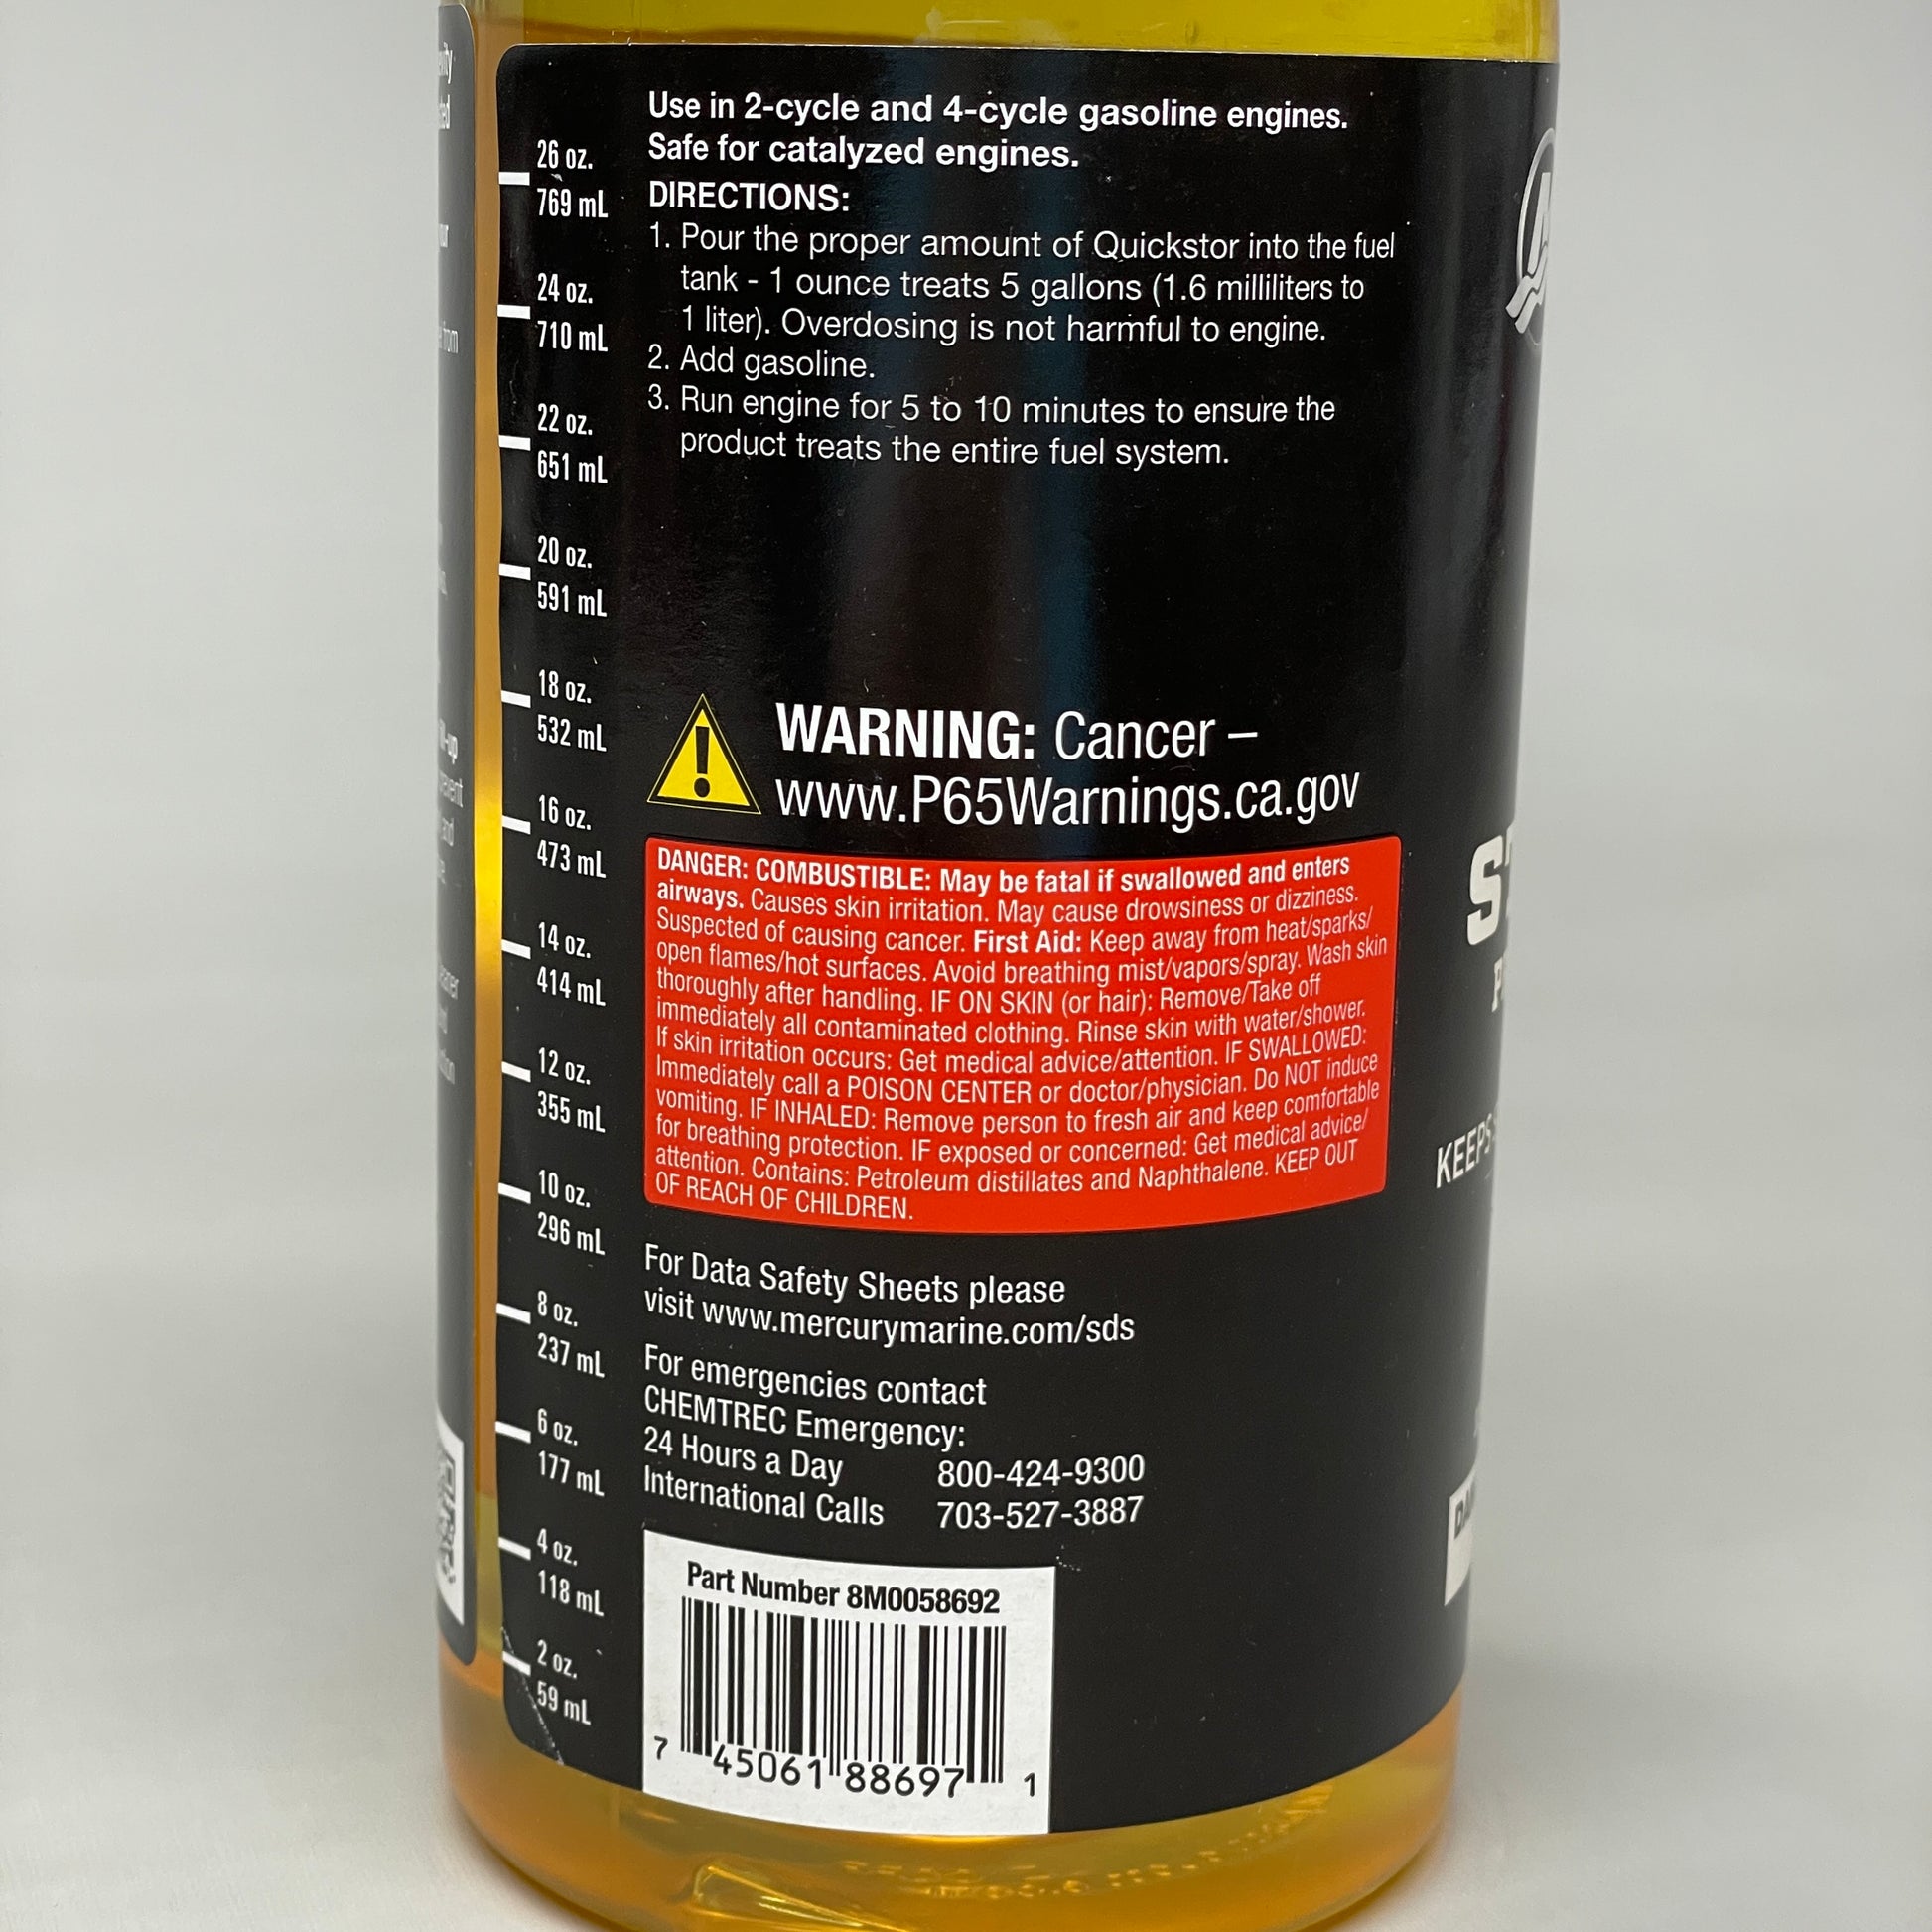 Use in 2-cycle and 4-cycle gasoline engines.
Safe for catalyzed engines.
DIRECTIONS:
1. Pour the proper amount of Quickstor into the fuel
tank - 1 ounce treats 5 gallons (1.6 milliliters to
1 liter). Overdosing is not harmful to engine.
2. Add gasoline.
3. Run engine for 5 to 10 minutes to ensure the
product treats the entire fuel system.
26 oz.
769 mL
24 oz.
710 mL
22 oz.
651 mL
20 oz.
591 mL
18 oz.
532 mL
16 oz.
473 mL
14 oz.
414 mL
12 oz.
355 mL
10 oz.
296 mL
8 oz.
237 mL
6 oz.
177 mL
4 oz.
118 mL
2 oz.
59 mL
WARNING: Cancer –
www.P65Warnings.ca.gov
DANGER: COMBUSTIBLE: May be fatal if swallowed and enters
airways. Causes skin irritation. May cause drowsiness or dizziness.
Suspected of causing cancer. First Aid: Keep away from heat/sparks/
open flames/hot surfaces. Avoid breathing mist/vapors/spray. Wash skin
thoroughly after handling. IF ON SKIN (or hair): Remove/Take off
immediately all contaminated clothing. Rinse skin with water/shower.
If skin irritation occurs: Get medical advice/attention. IF SWALLOWED:
Immediately call a POISON CENTER or doctor/physician. Do NOT induce
vomiting. IF INHALED: Remove person to fresh air and keep comfortable
for breathing protection. IF exposed or concerned: Get medical advice/
attention. Contains: Petroleum distillates and Naphthalene. KEEP OUT
OF REACH OF CHILDREN.
For Data Safety Sheets please
visit www.mercurymarine.com/sds
For emergencies contact
CHEMTREC Emergency:
24 Hours a Day 800-424-9300
International Calls 703-527-3887
Part Number 8M0058692
7 45061 88697 1
KEEPS